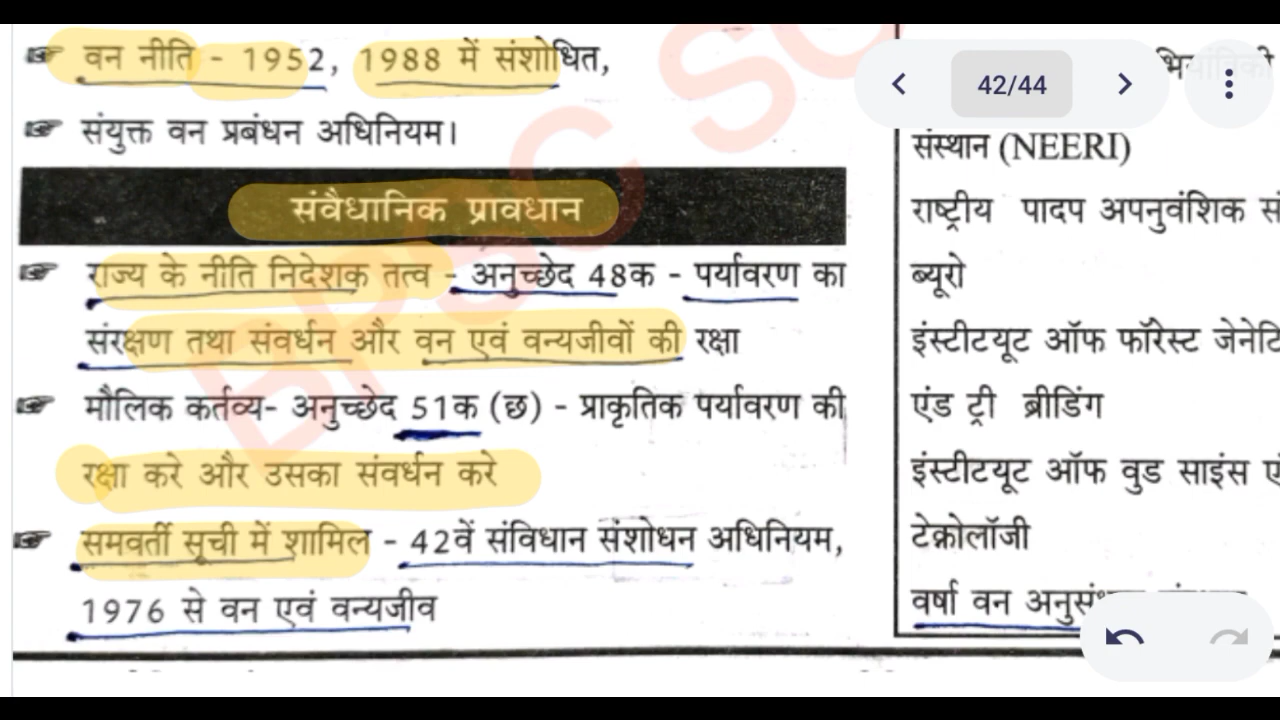 वन नीति - 1952, 1988 में संशोधित,
संयुक्त वन प्रबंधन अधिनियम।
संवैधानिक प्रावधान
राज्य के नीति निदेशक तत्व - अनुच्छेद 48क - पर्यावरण का
संरक्षण तथा संवर्धन और वन एवं वन्यजीवों की रक्षा
मौलिक कर्तव्य- अनुच्छेद 51क (छ) - प्राकृतिक पर्यावरण की
रक्षा करे और उसका संवर्धन करे
समवर्ती सूची में शामिल - 42वें संविधान संशोधन अधिनियम,
1976 से वन एवं वन्यजीव
42/44
संस्थान (NEERI)
राष्ट्रीय पादप अपनुवंशिक
ब्यूरो
इंस्टीटयूट ऑफ फॉरेस्ट
एंड ट्री ब्रीडिंग
इंस्टीटयूट ऑफ वुड साइंस
टेक्नोलॉजी
वर्षा वन
BPSC